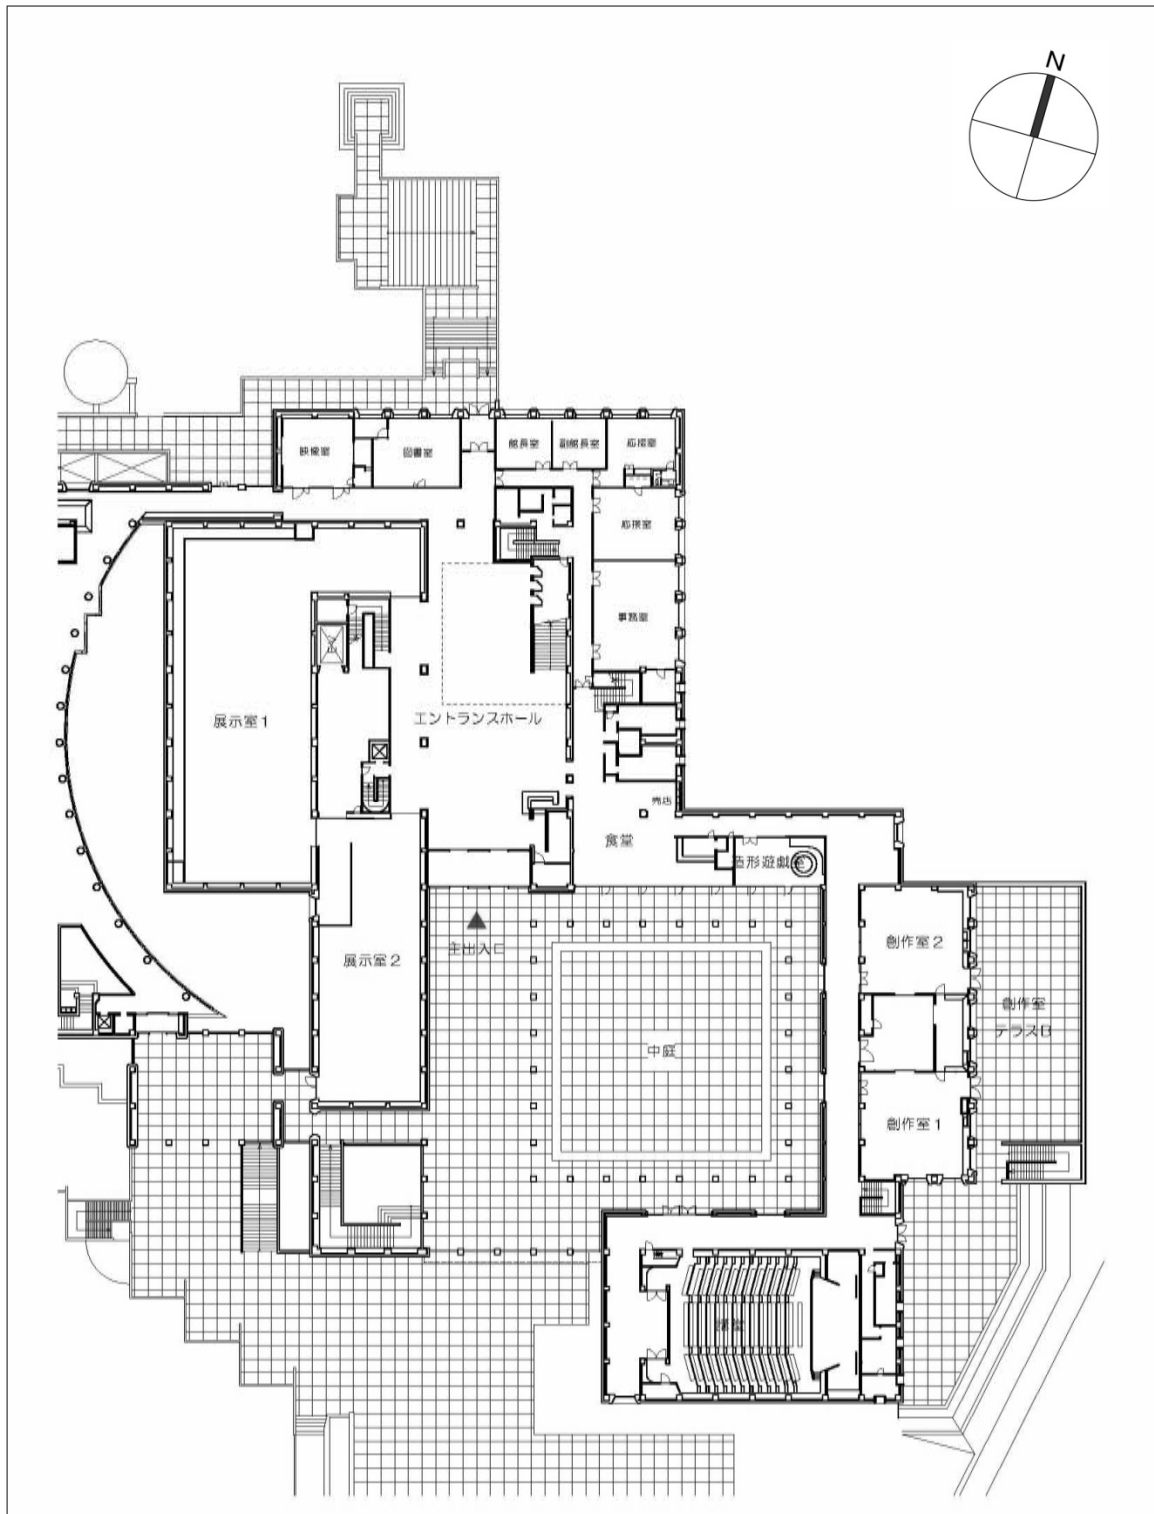 N
映像室
図書室
館長室
副館長室
応接室
応接室
事務室
EV
展示室1
エントランスホール
売店
食堂
造形遊戯室
主出入口
展示室2
中庭
創作室2
創作室
テラスB
創作室1
講堂